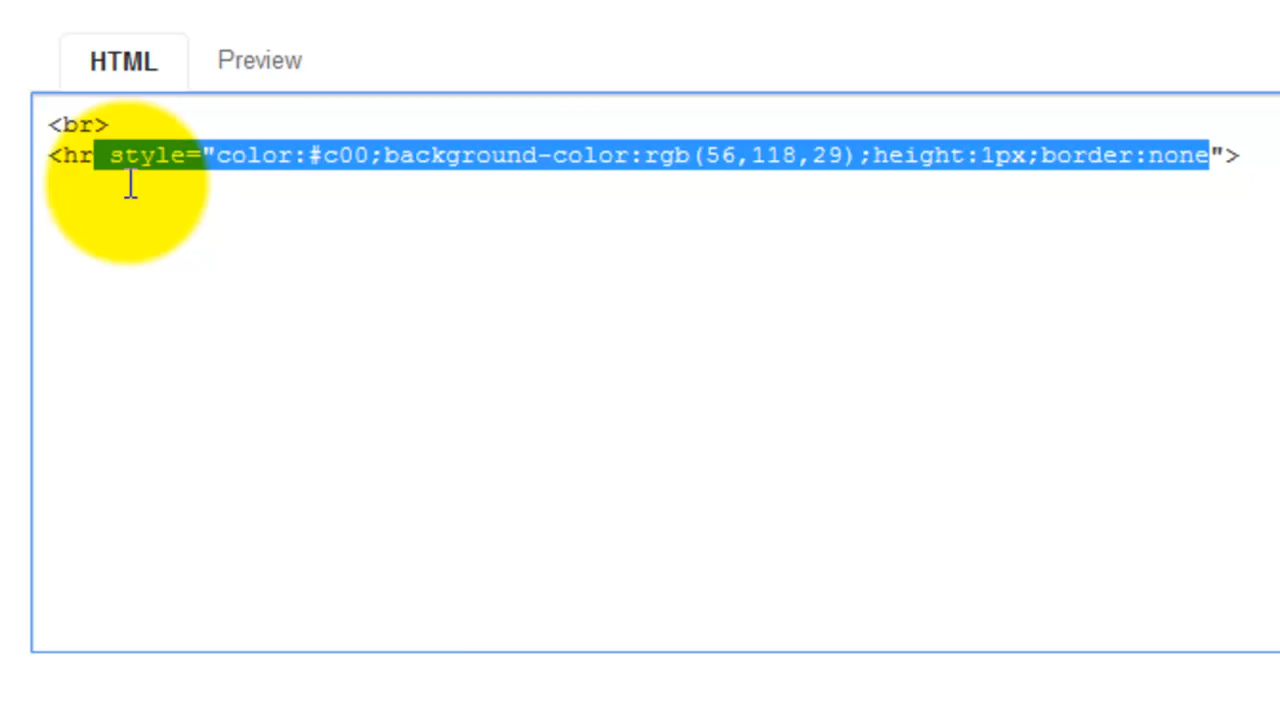 HTML Preview
<br>
<hr style="color:#c00;background-color:rgb(56,118,29);height:1px;border:none">